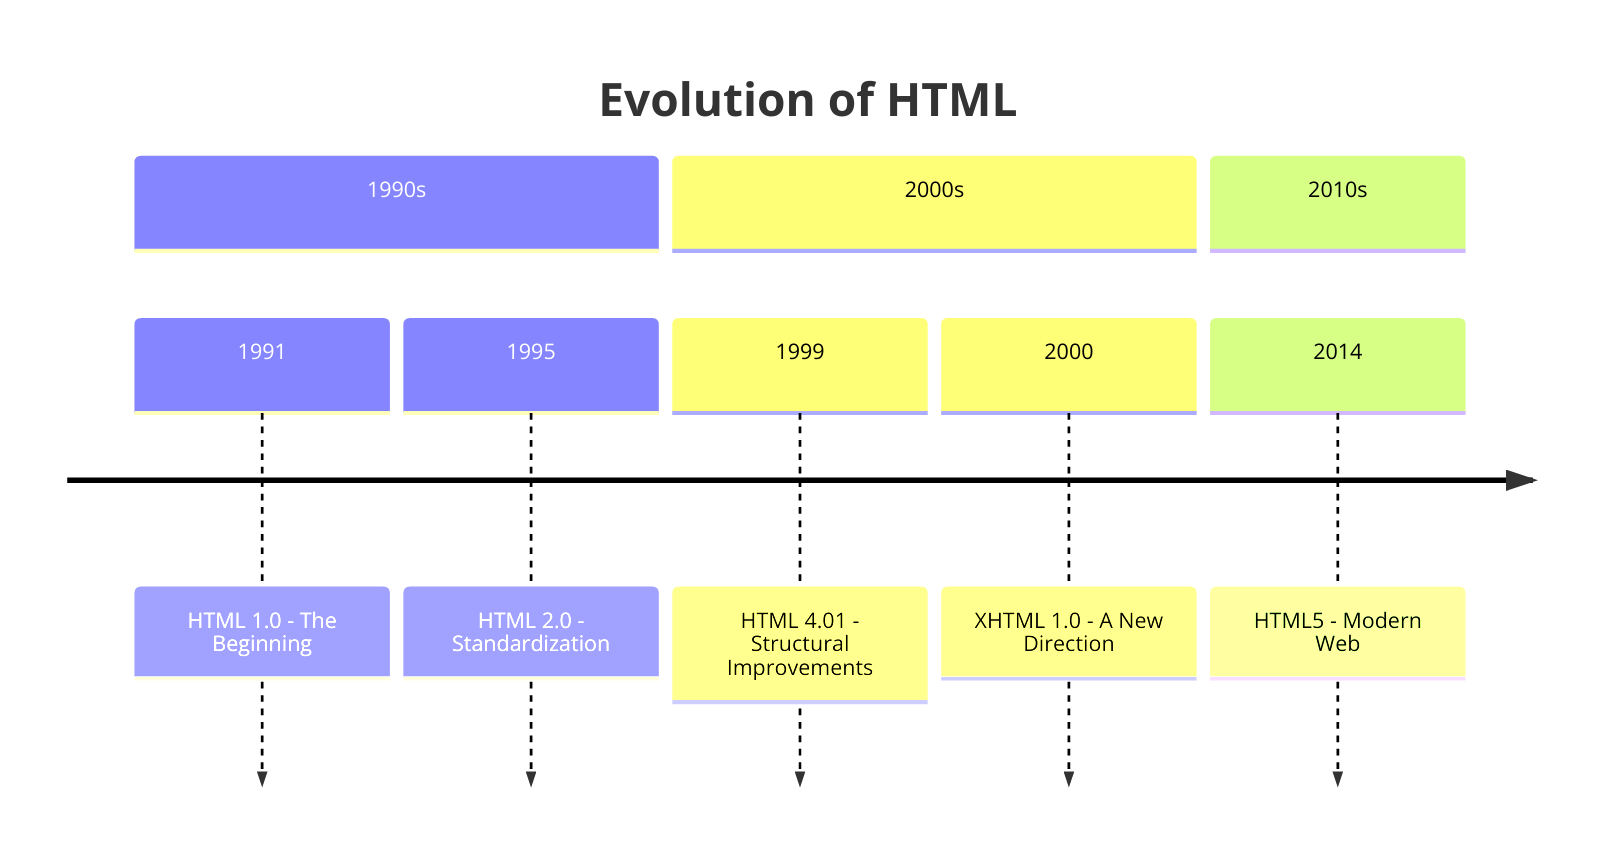 Evolution of HTML
1990s
2000s
2010s
1991
1995
1999
2000
2014
HTML 1.0 - The
Beginning
HTML 2.0 -
Standardization
HTML 4.01 -
Structural
Improvements
XHTML 1.0 - A New
Direction
HTML5 - Modern
Web